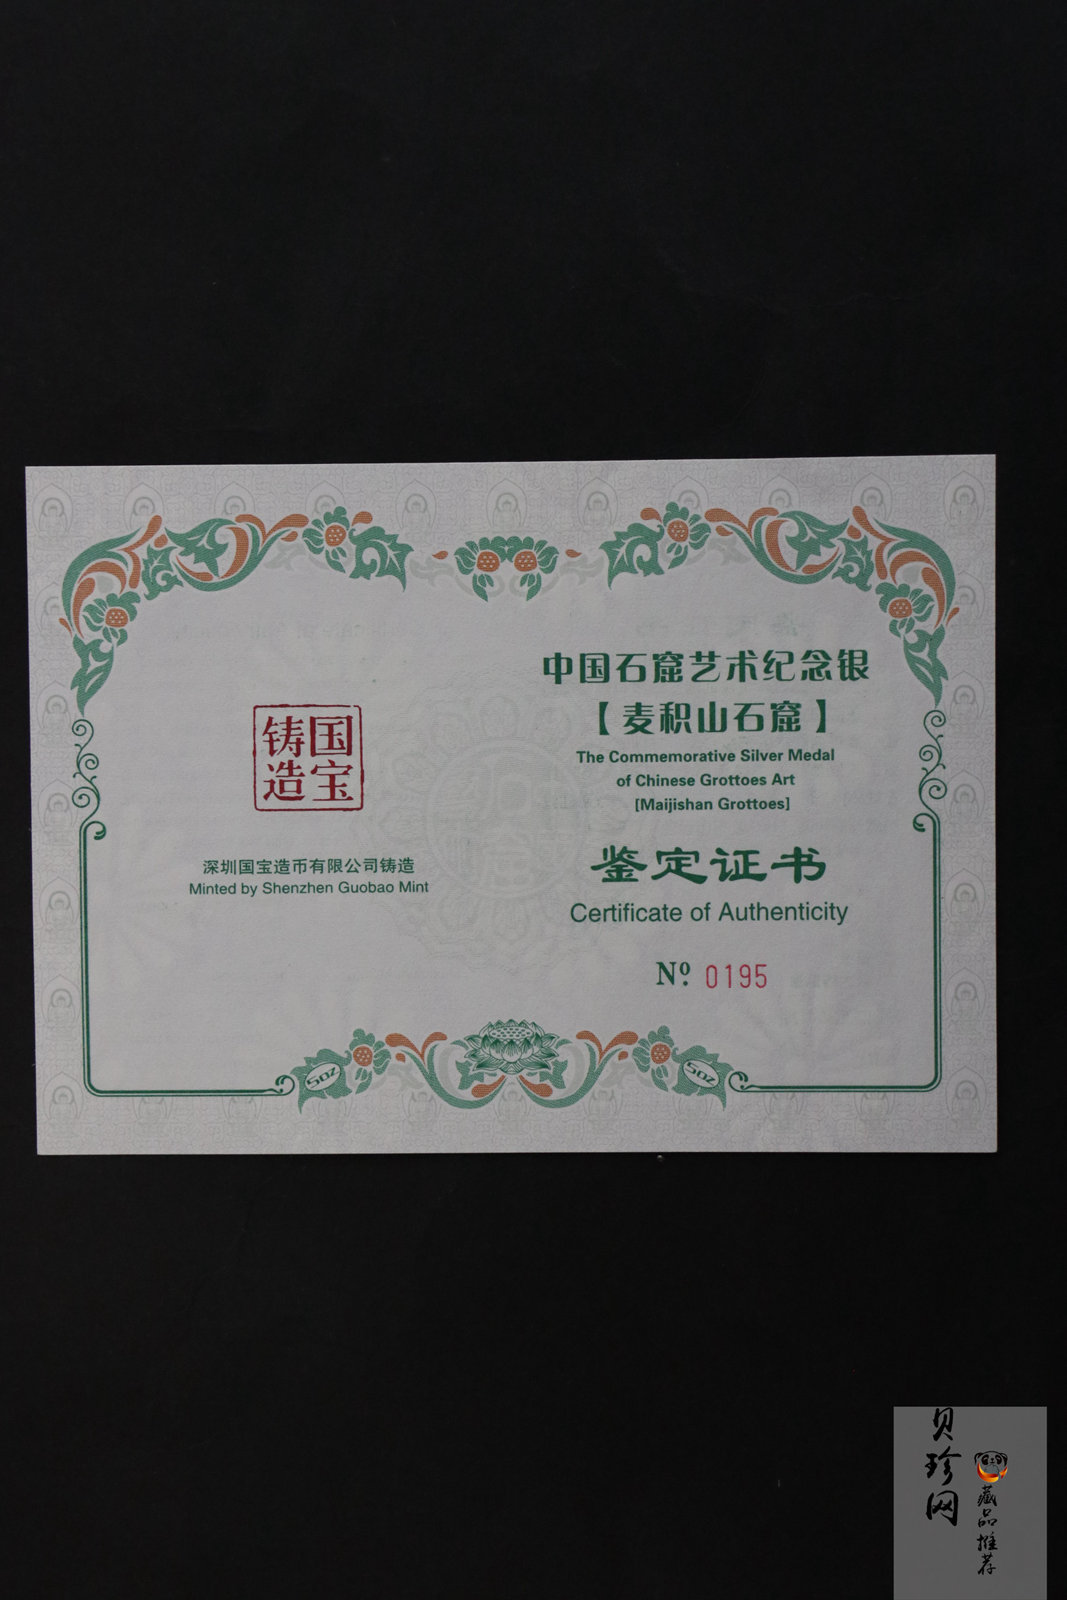 国宝
铸造
深圳国宝造币有限公司铸造
Minted by Shenzhen Guobao Mint
中国石窟艺术纪念银
【麦积山石窟】
The Commemorative Silver Medal
of Chinese Grottoes Art
[Maijishan Grottoes]
鉴定证书
Certificate of Authenticity
Nº. 0195
5OZ
5OZ
贝珍网
藏品推荐